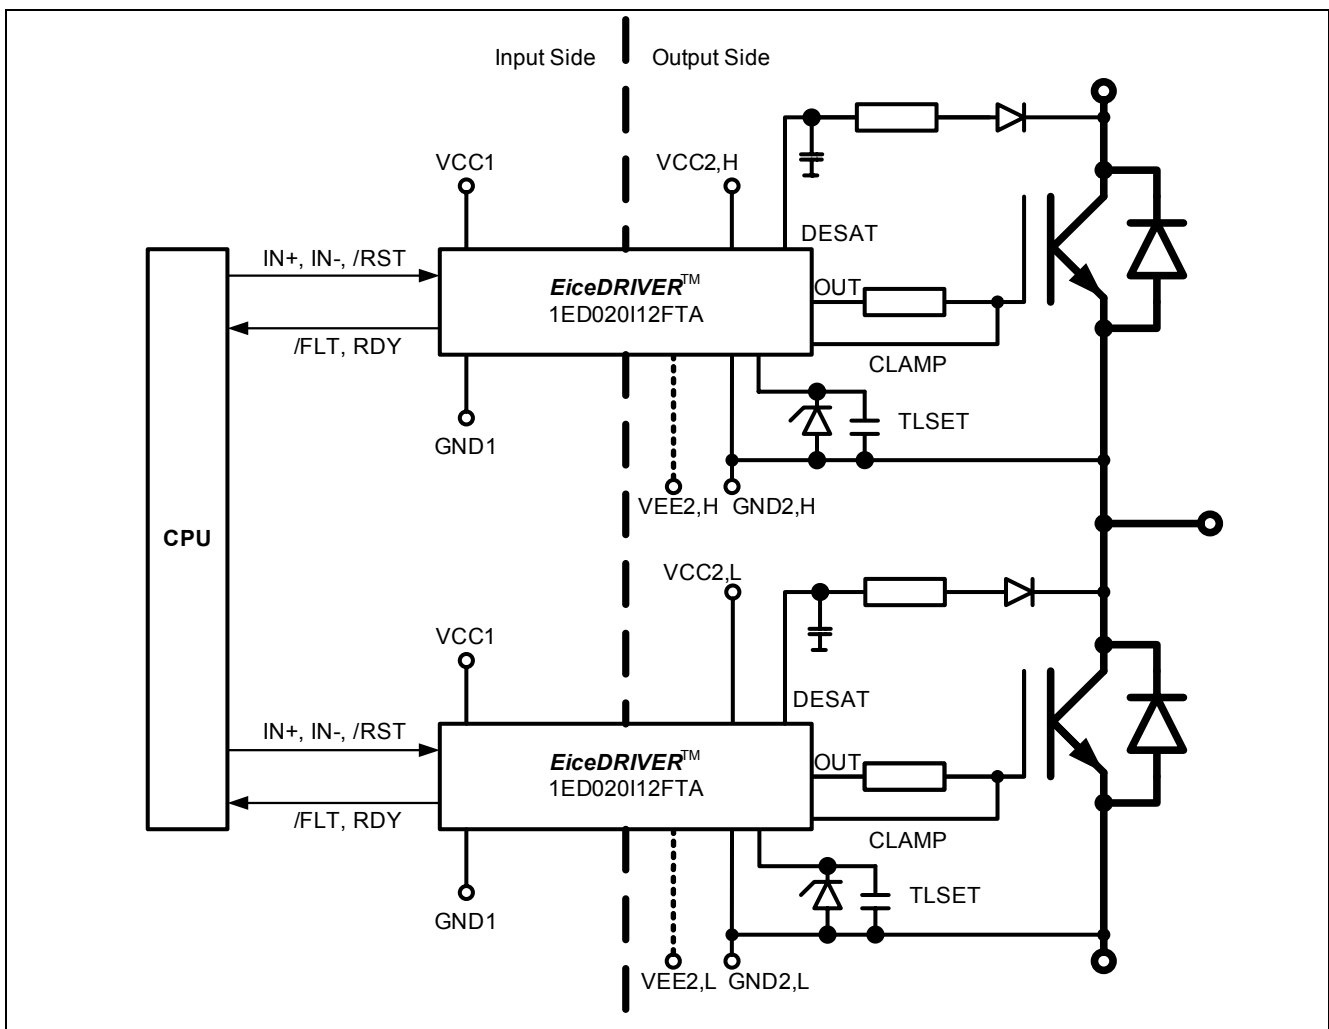 Input Side
Output Side
VCC1
VCC2,H
DESAT
IN+, IN-, /RST
EiceDRIVER™
1ED020I12FTA
OUT
/FLT, RDY
CLAMP
TLSET
GND1
VEE2,H
GND2,H
CPU
VCC2,L
VCC1
DESAT
IN+, IN-, /RST
EiceDRIVER™
1ED020I12FTA
OUT
/FLT, RDY
CLAMP
TLSET
GND1
VEE2,L
GND2,L